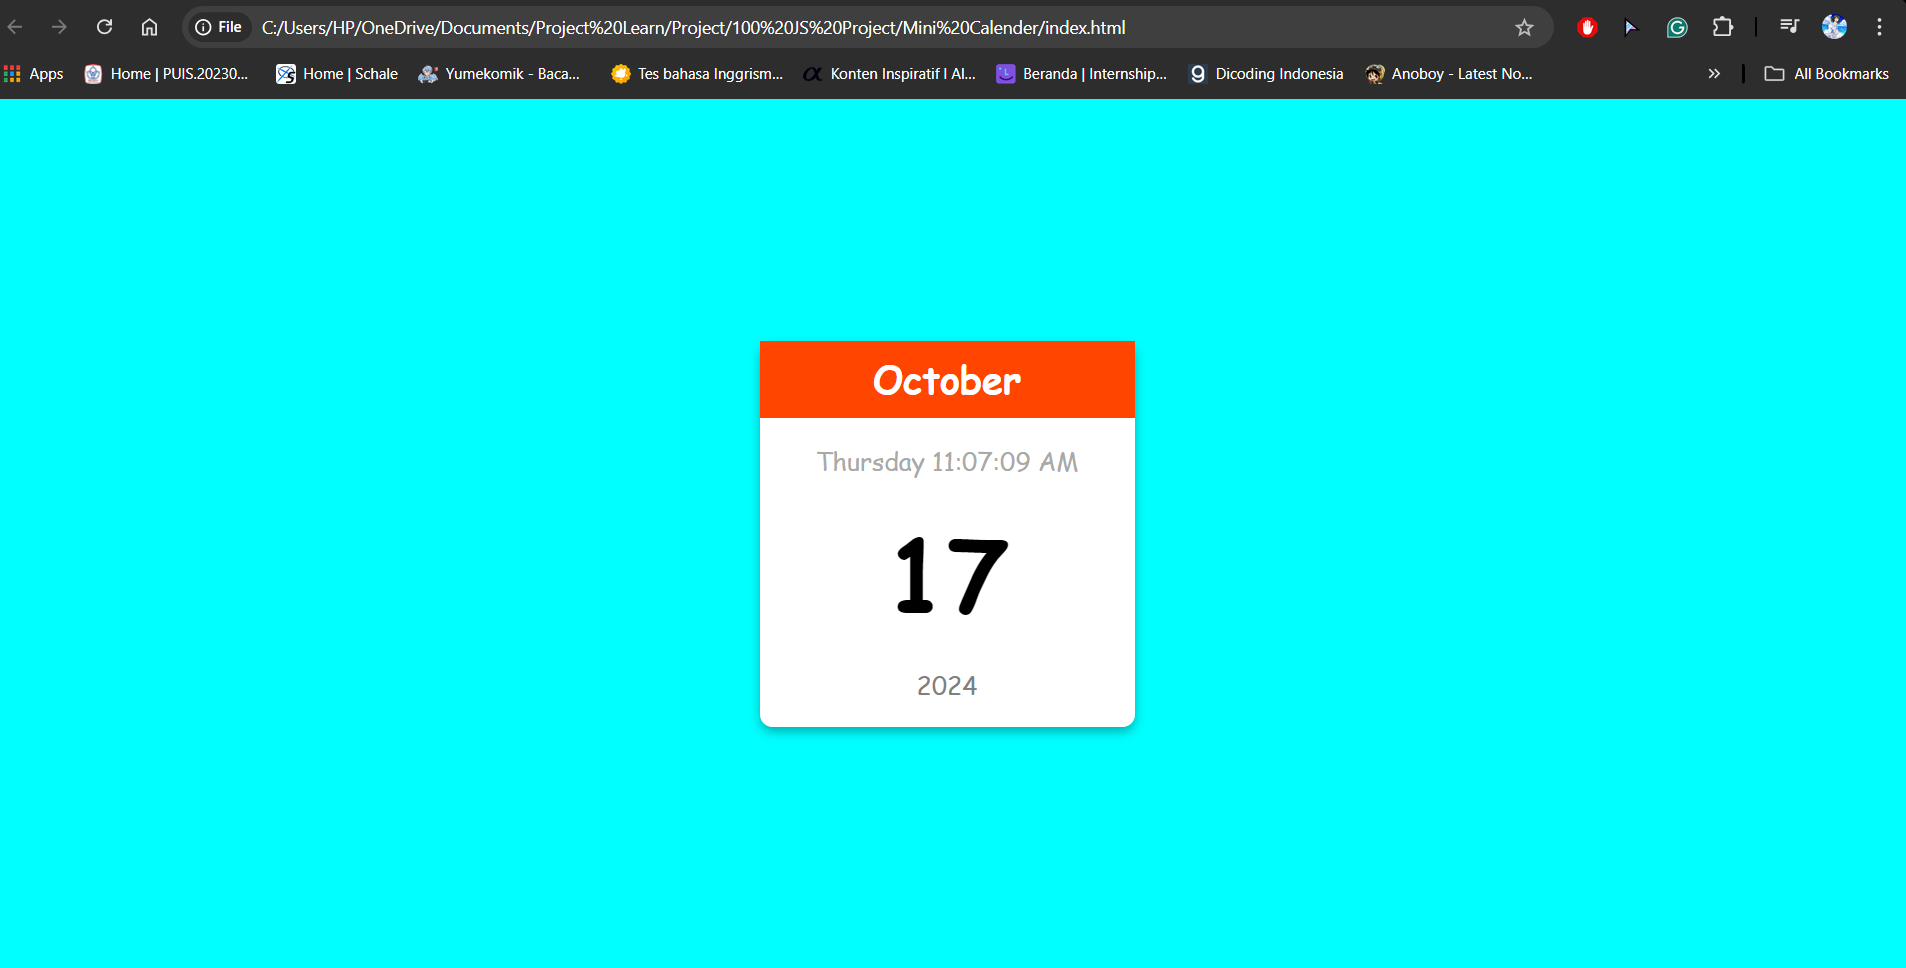 File C:/Users/HP/OneDrive/Documents/Project%20Learn/Project/100%20JS%20Project/Mini%20Calender/index.html
Apps Home | PUIS.20230... Home | Schale Yumekomik - Baca... Tes bahasa Inggrism... Konten Inspiratif I AI... Beranda | Internship... Dicoding Indonesia Anoboy - Latest No... » All Bookmarks
October
Thursday 11:07:09 AM
17
2024